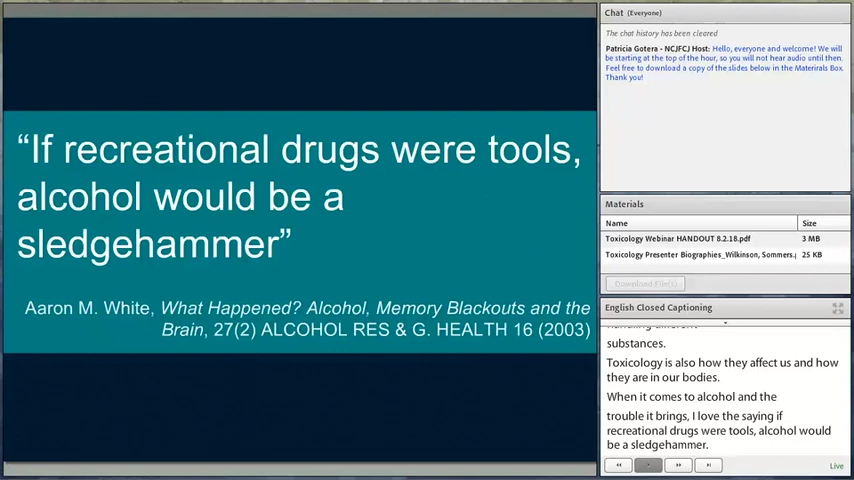 “If recreational drugs were tools,
alcohol would be a
sledgehammer”
Aaron M. White, What Happened? Alcohol, Memory Blackouts and the
Brain, 27(2) ALCOHOL RES & G. HEALTH 16 (2003)
Chat (Everyone)
The chat history has been cleared
Patricia Gotera - NCJFCJ Host: Hello, everyone and welcome! We will
be starting at the top of the hour, so you will not hear audio until then.
Feel free to download a copy of the slides below in the Materirals Box.
Thank you!
Materials
Name Size
Toxicology Webinar HANDOUT 8.2.18.pdf 3 MB
Toxicology Presenter Biographies_Wilkinson, Sommers.p 25 KB
Download File(s)
English Closed Captioning
handling different
substances.
Toxicology is also how they affect us and how
they are in our bodies.
When it comes to alcohol and the
trouble it brings, I love the saying if
recreational drugs were tools, alcohol would
be a sledgehammer.
Live